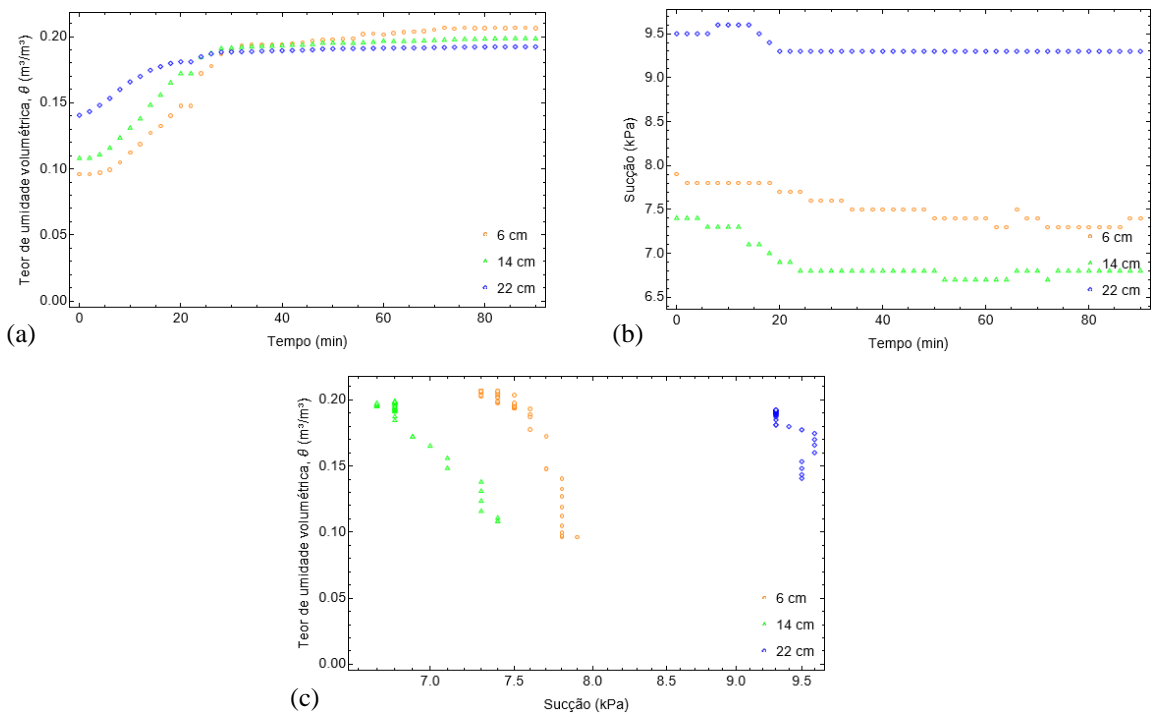 Teor de umidade volumétrica, θ (m³/m³)
0.20
0.15
0.10
0.05
0.00
6 cm
14 cm
22 cm
0 20 40 60 80
Tempo (min)
(a)
Sucção (kPa)
9.5
9.0
8.5
8.0
7.5
7.0
6.5
6 cm
14 cm
22 cm
0 20 40 60 80
Tempo (min)
(b)
Teor de umidade volumétrica, θ (m³/m³)
0.20
0.15
0.10
0.05
0.00
6 cm
14 cm
22 cm
7.0 7.5 8.0 8.5 9.0 9.5
Sucção (kPa)
(c)